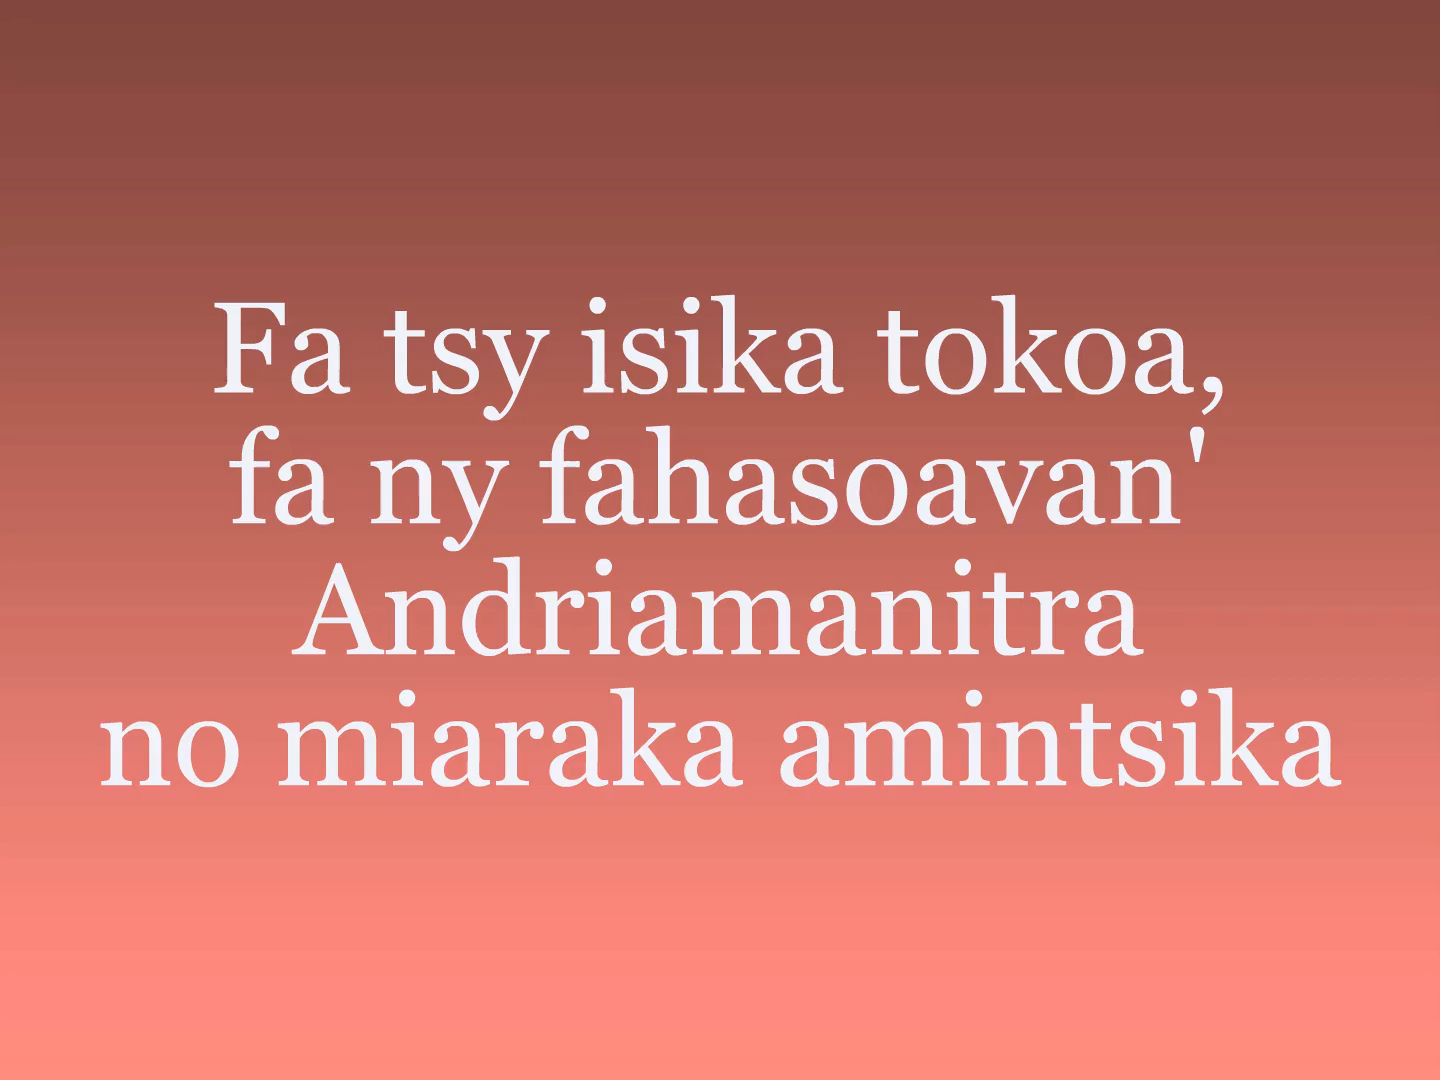 Fa tsy isika tokoa,
fa ny fahasoavan'
Andriamanitra
no miaraka amintsika